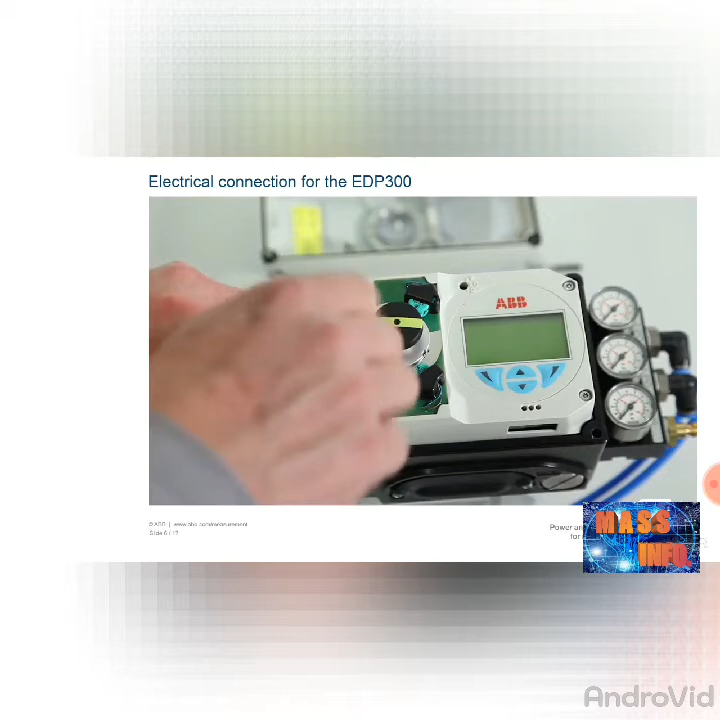 Electrical connection for the EDP300
ABB
© ABB | www.abb.com/measurement
Slide 6 / 17
Power an
for
MASS
INFO
AndroVid